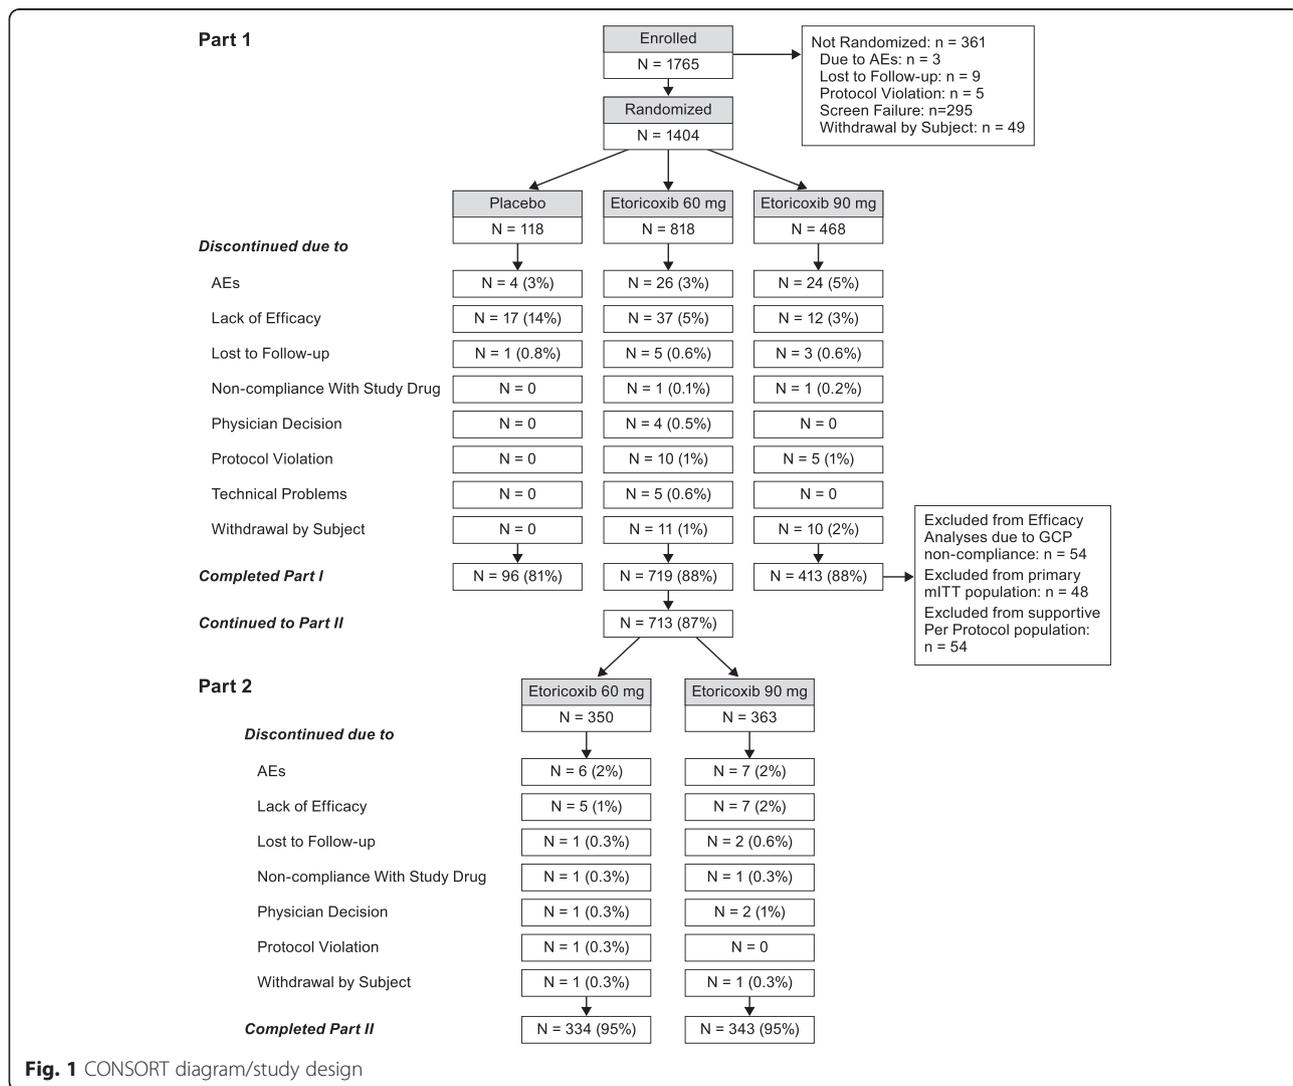 Part 1
Enrolled
N = 1765
Not Randomized: n = 361
Due to AEs: n = 3
Lost to Follow-up: n = 9
Protocol Violation: n = 5
Screen Failure: n=295
Withdrawal by Subject: n = 49
Randomized
N = 1404
Placebo Etoricoxib 60 mg Etoricoxib 90 mg
N = 118 N = 818 N = 468
Discontinued due to
AEs N = 4 (3%) N = 26 (3%) N = 24 (5%)
Lack of Efficacy N = 17 (14%) N = 37 (5%) N = 12 (3%)
Lost to Follow-up N = 1 (0.8%) N = 5 (0.6%) N = 3 (0.6%)
Non-compliance With Study Drug N = 0 N = 1 (0.1%) N = 1 (0.2%)
Physician Decision N = 0 N = 4 (0.5%) N = 0
Protocol Violation N = 0 N = 10 (1%) N = 5 (1%)
Technical Problems N = 0 N = 5 (0.6%) N = 0
Withdrawal by Subject N = 0 N = 11 (1%) N = 10 (2%)
Completed Part I N = 96 (81%) N = 719 (88%) N = 413 (88%)
Excluded from Efficacy
Analyses due to GCP
non-compliance: n = 54
Excluded from primary
mITT population: n = 48
Excluded from supportive
Per Protocol population:
n = 54
Continued to Part II N = 713 (87%)
Part 2
Etoricoxib 60 mg Etoricoxib 90 mg
N = 350 N = 363
Discontinued due to
AEs N = 6 (2%) N = 7 (2%)
Lack of Efficacy N = 5 (1%) N = 7 (2%)
Lost to Follow-up N = 1 (0.3%) N = 2 (0.6%)
Non-compliance With Study Drug N = 1 (0.3%) N = 1 (0.3%)
Physician Decision N = 1 (0.3%) N = 2 (1%)
Protocol Violation N = 1 (0.3%) N = 0
Withdrawal by Subject N = 1 (0.3%) N = 1 (0.3%)
Completed Part II N = 334 (95%) N = 343 (95%)
Fig. 1 CONSORT diagram/study design